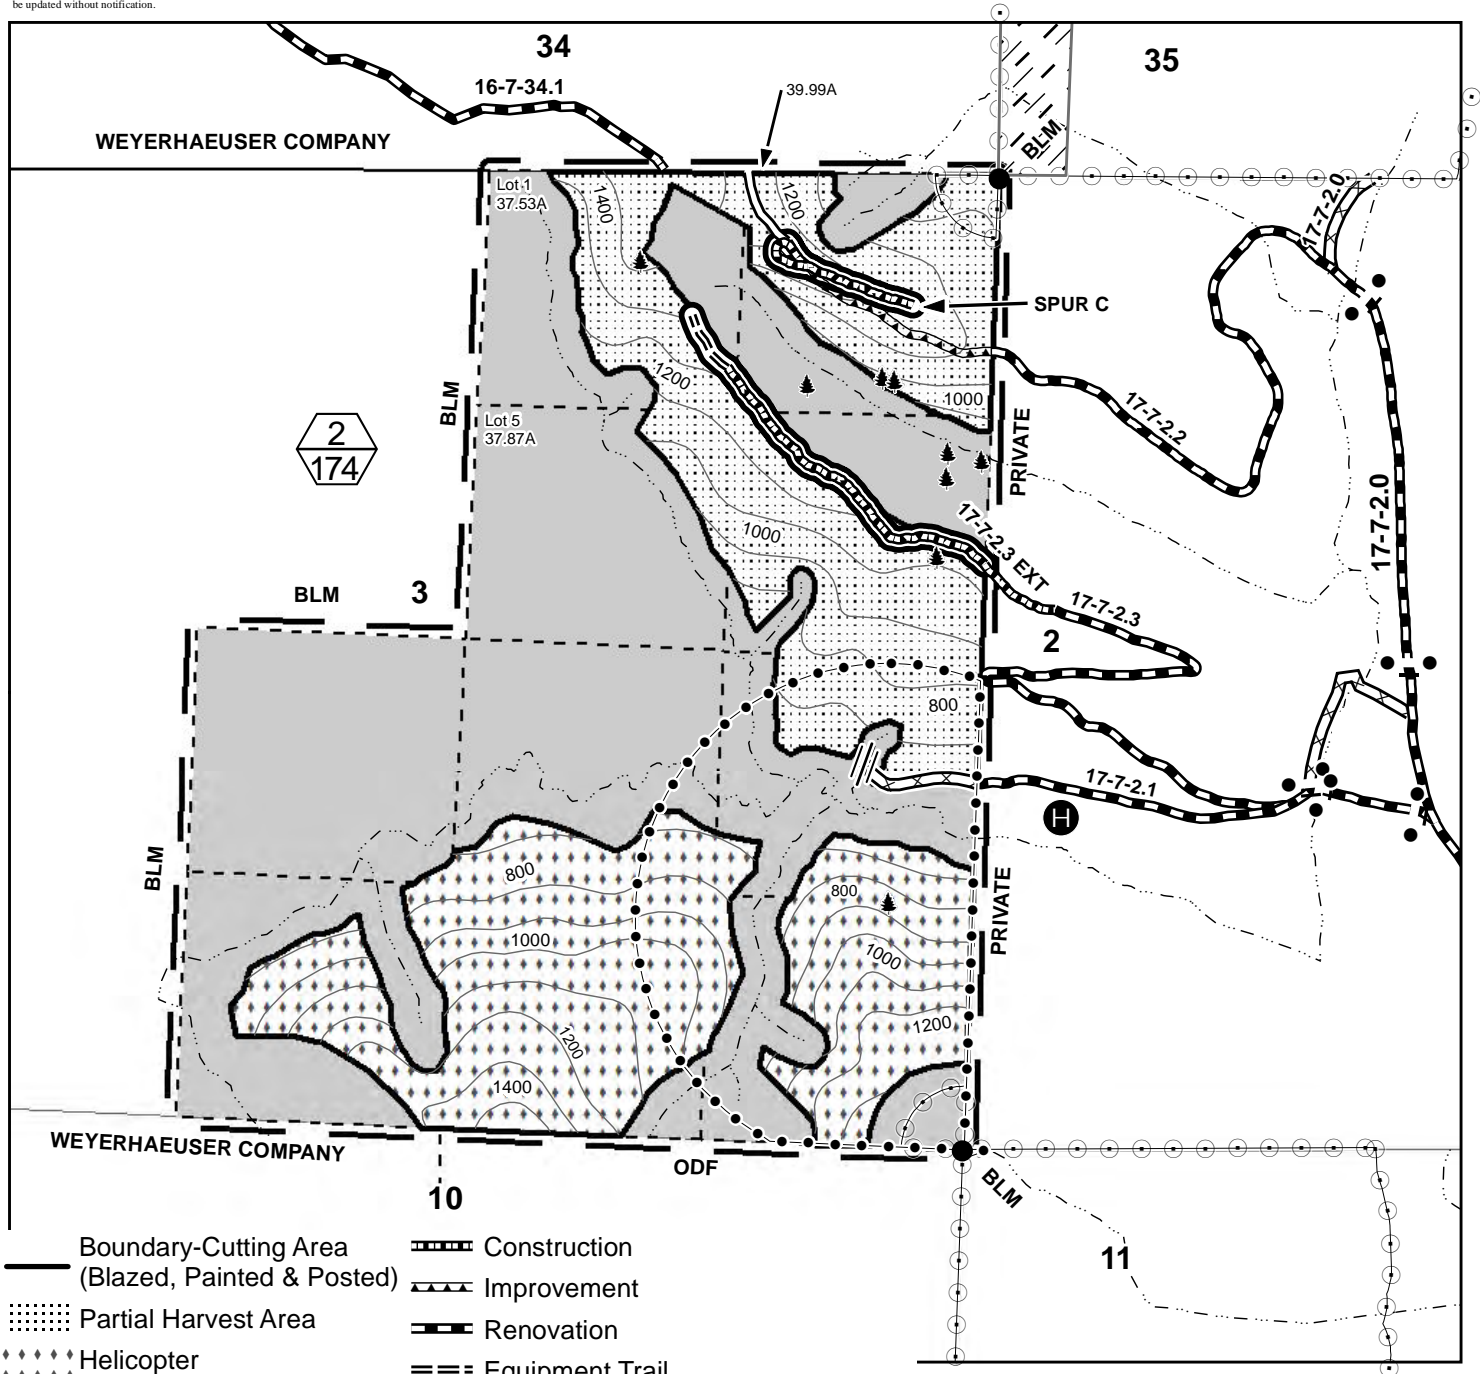 be updated without notification.
34
35
16-7-34.1
39.99A
WEYERHAEUSER COMPANY
BLM
Lot 1
37.53A
1400
1200
17-7-2.0
SPUR C
1200
1000
BLM
Lot 5
37.87A
17-7-2.2
2
174
PRIVATE
1000
17-7-2.3 EXT
17-7-2.0
BLM
3
17-7-2.3
2
800
17-7-2.1
H
BLM
800
800
PRIVATE
1000
1000
1200
1200
1400
WEYERHAEUSER COMPANY
ODF
BLM
10
11
Boundary-Cutting Area
(Blazed, Painted & Posted)
Partial Harvest Area
Helicopter
Construction
Improvement
Renovation
Equipment Trail